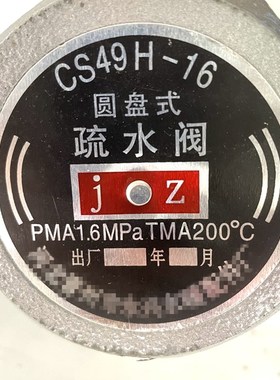 CS49H-16
圆盘式
疏水阀
j z
PMA1.6MPa TMA200°C
出厂 年 月